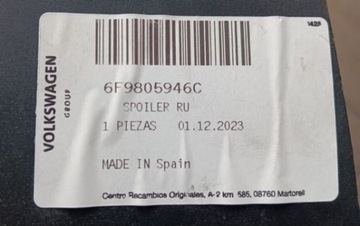 VOLKSWAGEN
GROUP
6F9805946C
SPOILER RU
1 PIEZAS 01.12.2023
MADE IN Spain
Centro Recambios Originales, A-2 km 585, 08760 Martorell